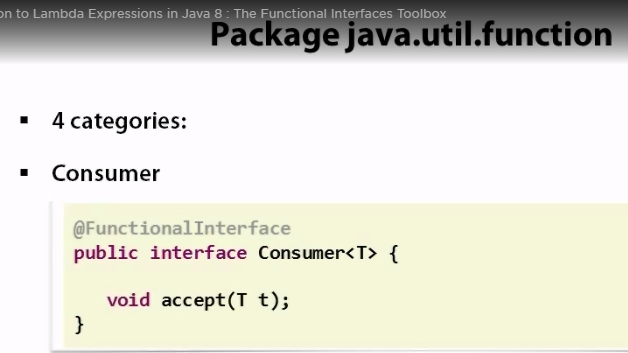 on to Lambda Expressions in Java 8 : The Functional Interfaces Toolbox
Package java.util.function
▪ 4 categories:
▪ Consumer
@FunctionalInterface
public interface Consumer<T> {
void accept(T t);
}